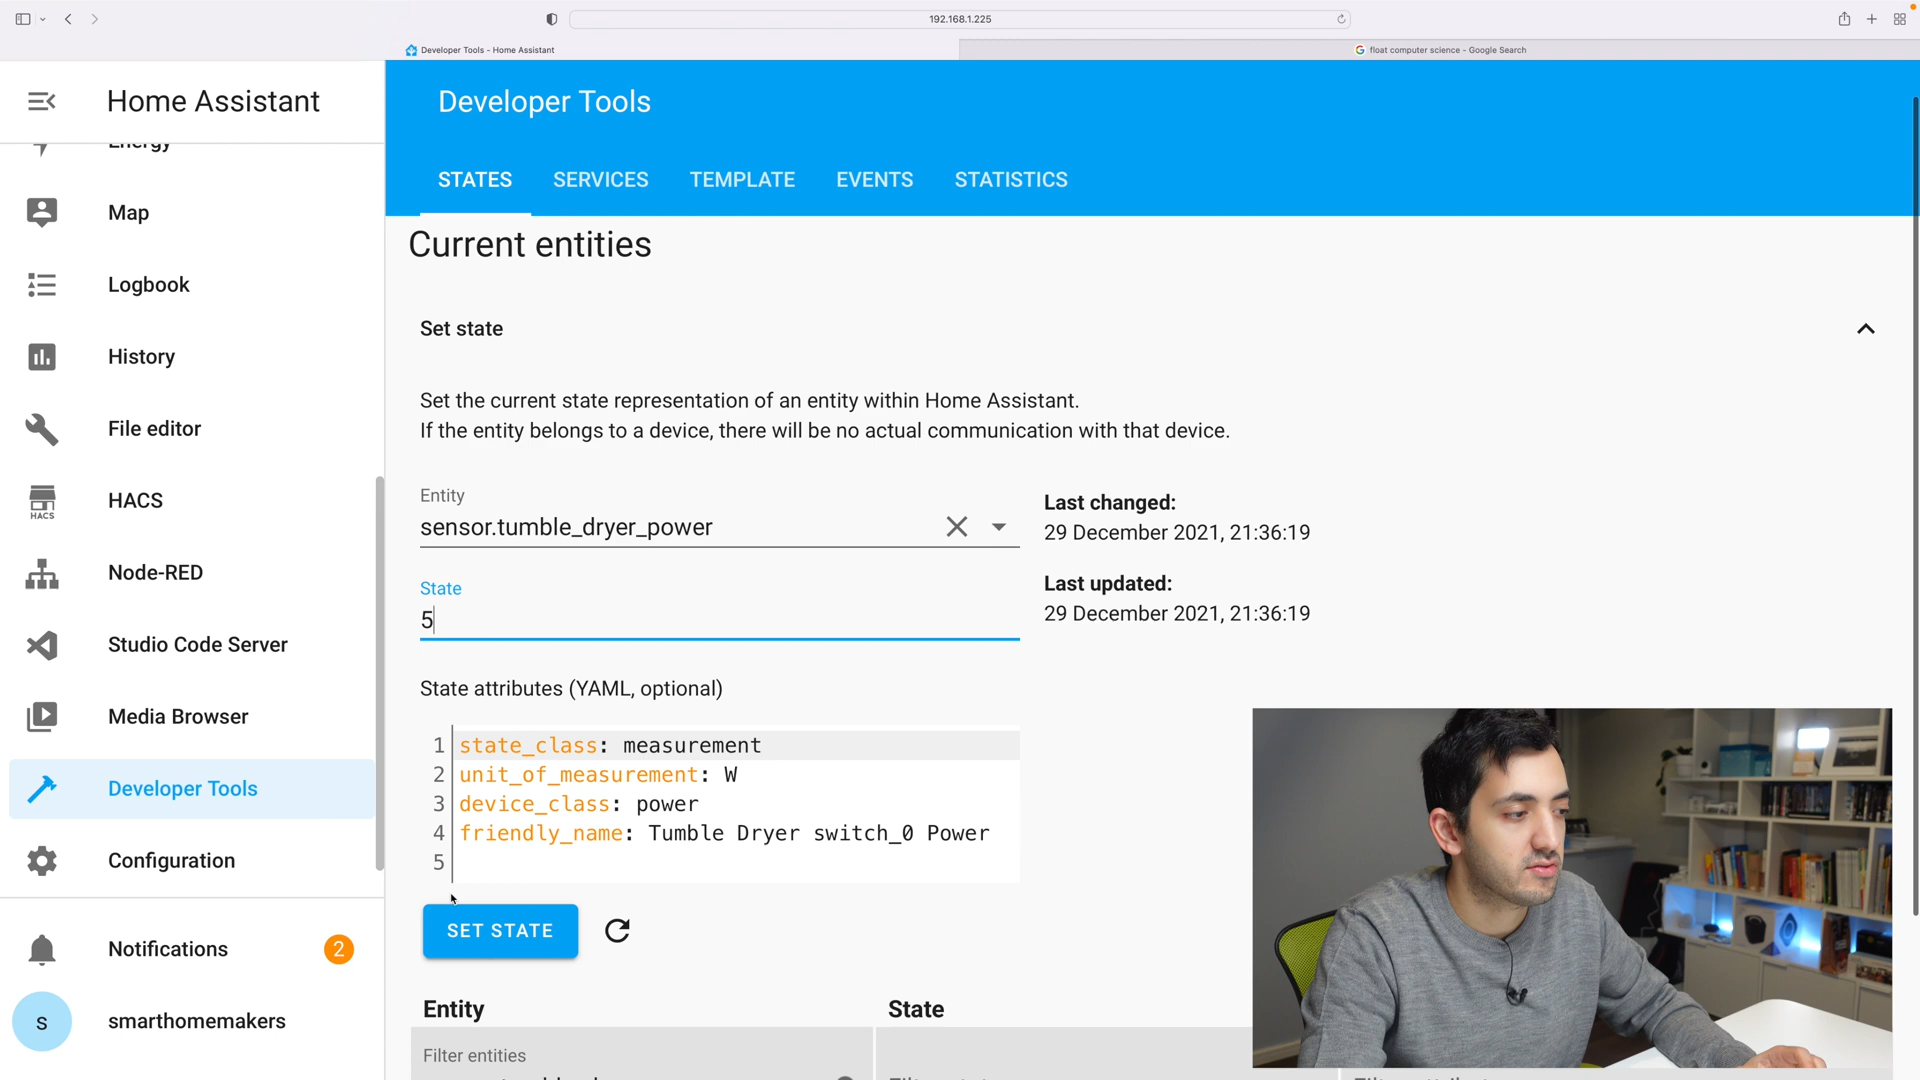 192.168.1.225
Developer Tools - Home Assistant
float computer science - Google Search
Home Assistant
Developer Tools
Energy
STATES SERVICES TEMPLATE EVENTS STATISTICS
Map
Current entities
Logbook
Set state
History
Set the current state representation of an entity within Home Assistant.
File editor
If the entity belongs to a device, there will be no actual communication with that device.
HACS
HACS
Entity
sensor.tumble_dryer_power
Last changed:
29 December 2021, 21:36:19
Node-RED
State
5
Last updated:
29 December 2021, 21:36:19
Studio Code Server
State attributes (YAML, optional)
Media Browser
1 state_class: measurement
2 unit_of_measurement: W
3 device_class: power
4 friendly_name: Tumble Dryer switch_0 Power
5
Developer Tools
Configuration
SET STATE
Notifications 2
s smarthomemakers
Entity State
Filter entities